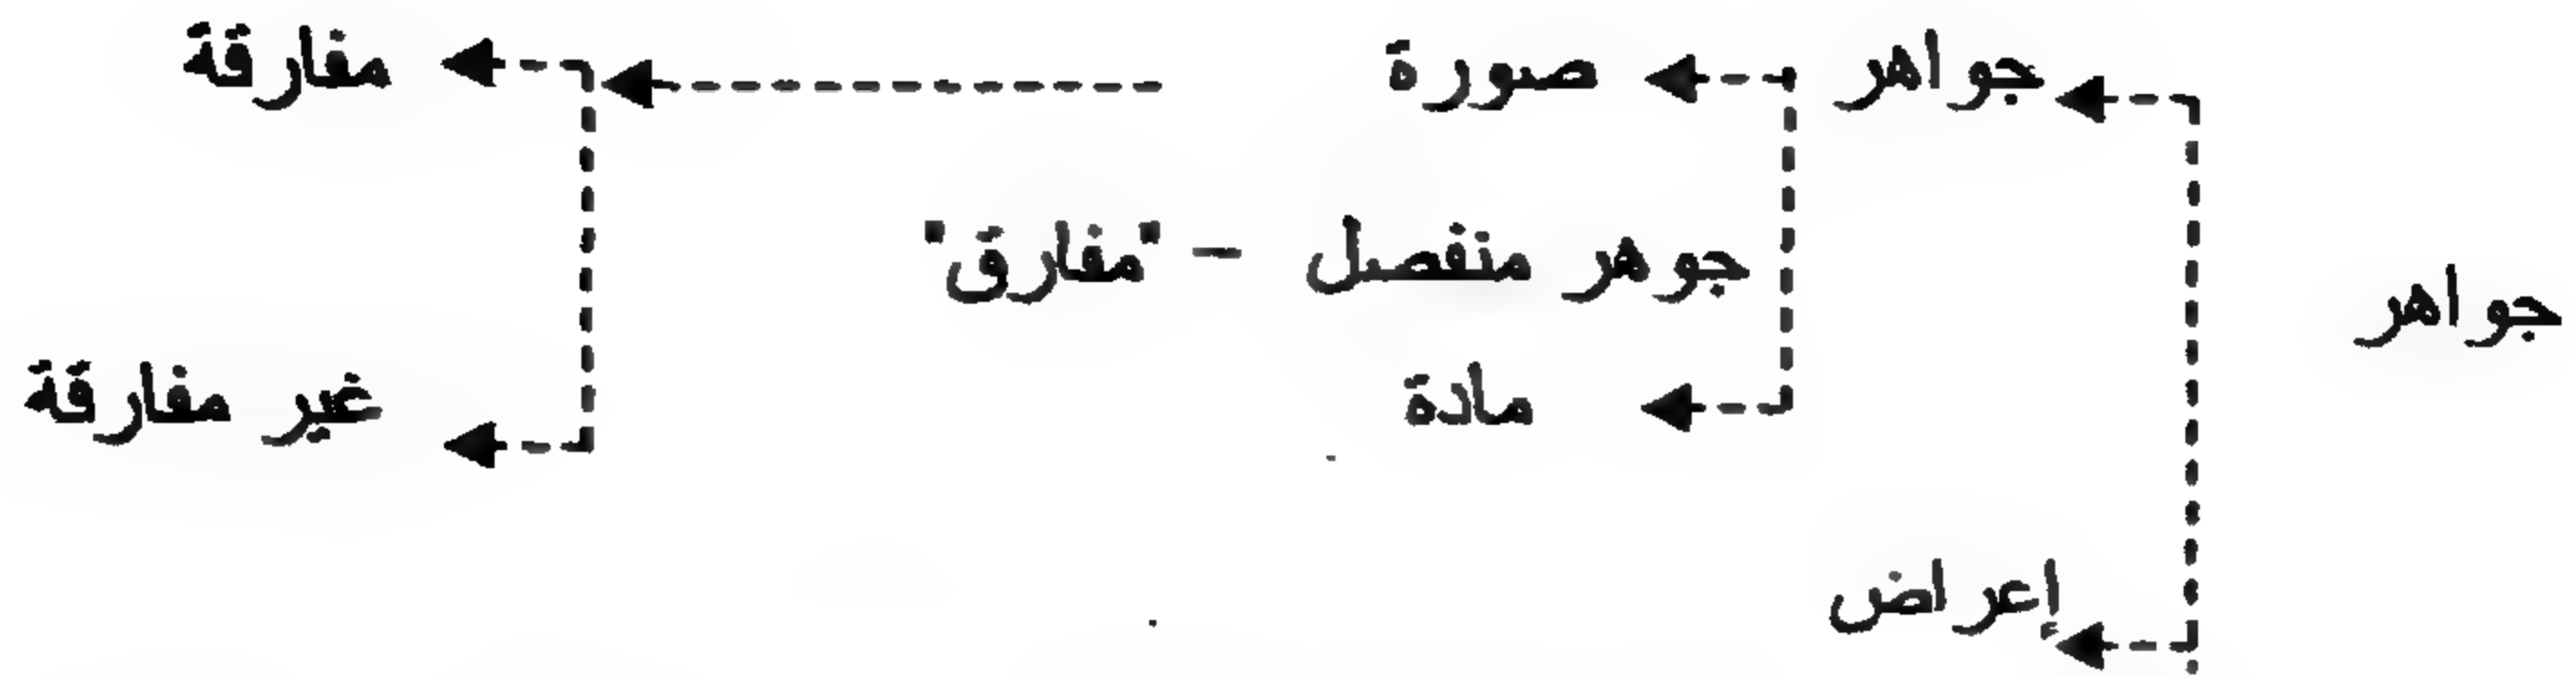 جواهر
جواهر
صورة
مفارقة
جوهر منفصل - "مفارق"
مادة
غير مفارقة
إعراض